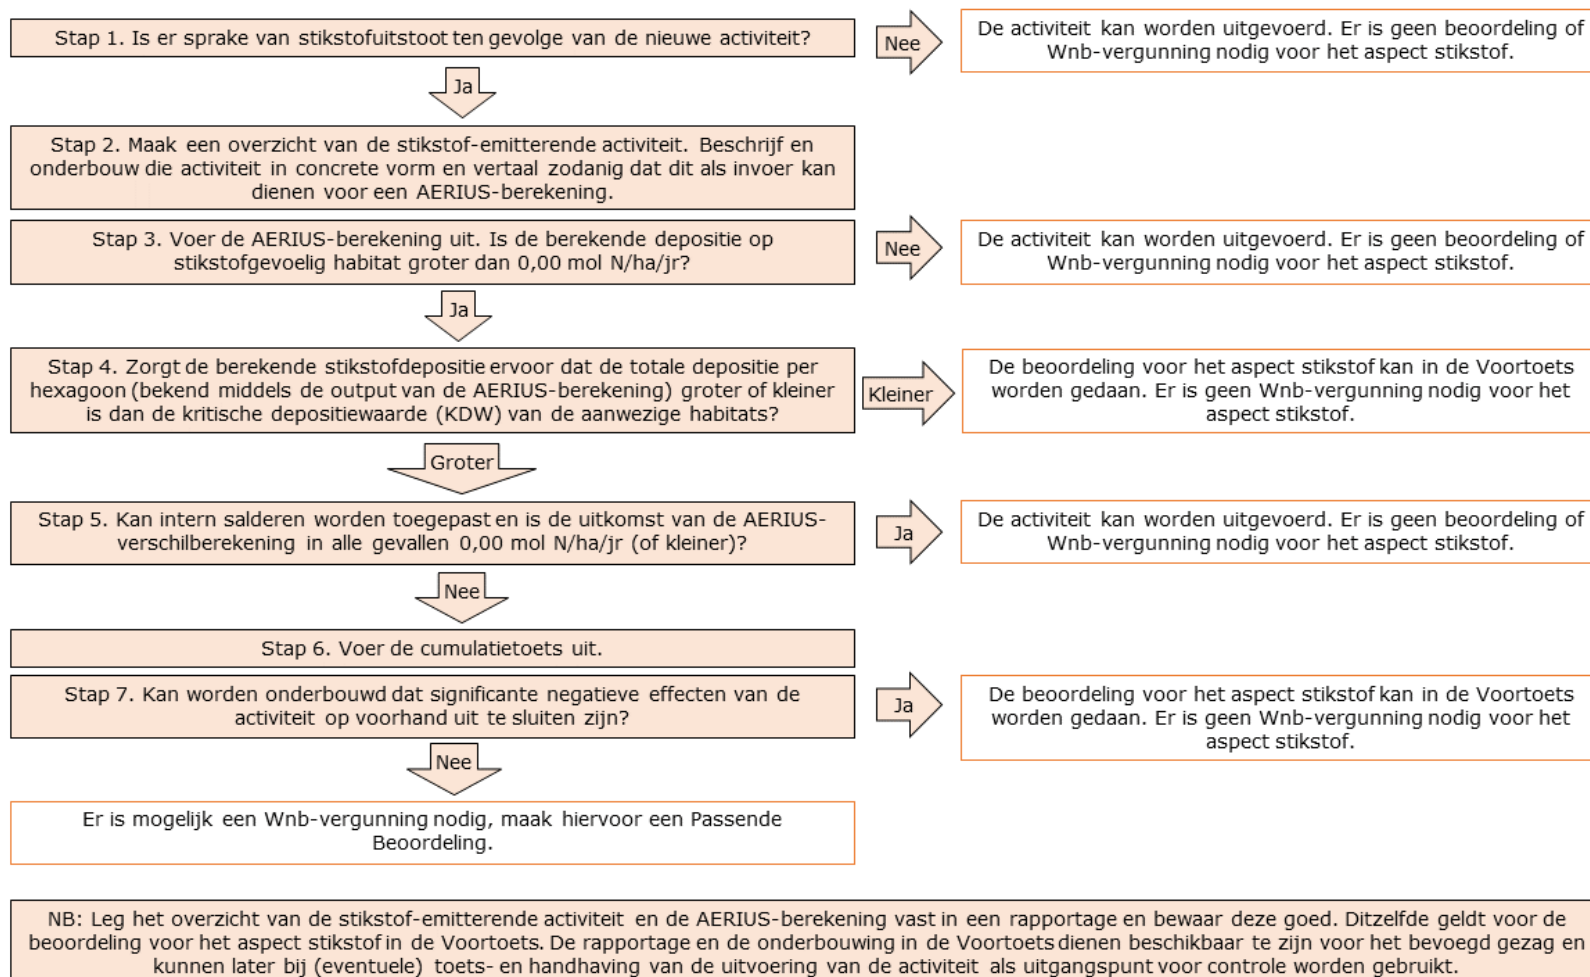 Stap 1. Is er sprake van stikstofuitstoot ten gevolge van de nieuwe activiteit?
Nee
De activiteit kan worden uitgevoerd. Er is geen beoordeling of
Wnb-vergunning nodig voor het aspect stikstof.
Ja
Stap 2. Maak een overzicht van de stikstof-emitterende activiteit. Beschrijf en
onderbouw die activiteit in concrete vorm en vertaal zodanig dat dit als invoer kan
dienen voor een AERIUS-berekening.
Stap 3. Voer de AERIUS-berekening uit. Is de berekende depositie op
stikstofgevoelig habitat groter dan 0,00 mol N/ha/jr?
Nee
De activiteit kan worden uitgevoerd. Er is geen beoordeling of
Wnb-vergunning nodig voor het aspect stikstof.
Ja
Stap 4. Zorgt de berekende stikstofdepositie ervoor dat de totale depositie per
hexagoon (bekend middels de output van de AERIUS-berekening) groter of kleiner
is dan de kritische depositiewaarde (KDW) van de aanwezige habitats?
Kleiner
De beoordeling voor het aspect stikstof kan in de Voortoets
worden gedaan. Er is geen Wnb-vergunning nodig voor het
aspect stikstof.
Groter
Stap 5. Kan intern salderen worden toegepast en is de uitkomst van de AERIUS-
verschilberekening in alle gevallen 0,00 mol N/ha/jr (of kleiner)?
Ja
De activiteit kan worden uitgevoerd. Er is geen beoordeling of
Wnb-vergunning nodig voor het aspect stikstof.
Nee
Stap 6. Voer de cumulatietoets uit.
Stap 7. Kan worden onderbouwd dat significante negatieve effecten van de
activiteit op voorhand uit te sluiten zijn?
Ja
De beoordeling voor het aspect stikstof kan in de Voortoets
worden gedaan. Er is geen Wnb-vergunning nodig voor het
aspect stikstof.
Nee
Er is mogelijk een Wnb-vergunning nodig, maak hiervoor een Passende
Beoordeling.
NB: Leg het overzicht van de stikstof-emitterende activiteit en de AERIUS-berekening vast in een rapportage en bewaar deze goed. Ditzelfde geldt voor de
beoordeling voor het aspect stikstof in de Voortoets. De rapportage en de onderbouwing in de Voortoets dienen beschikbaar te zijn voor het bevoegd gezag en
kunnen later bij (eventuele) toets- en handhaving van de uitvoering van de activiteit als uitgangspunt voor controle worden gebruikt.